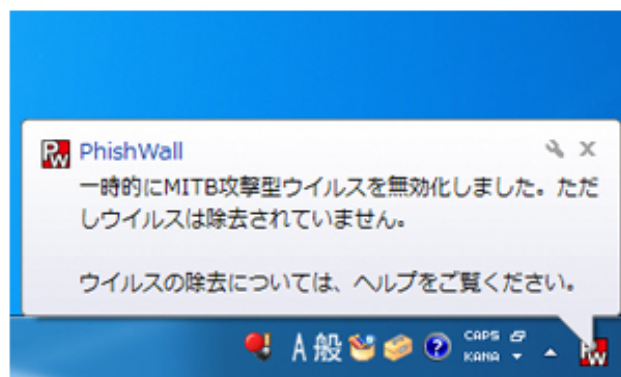 PhishWall
一時的にMITB攻撃型ウイルスを無効化しました。ただ
しウイルスは除去されていません。
ウイルスの除去については、ヘルプをご覧ください。
A 般 CAPS
KANA
PW